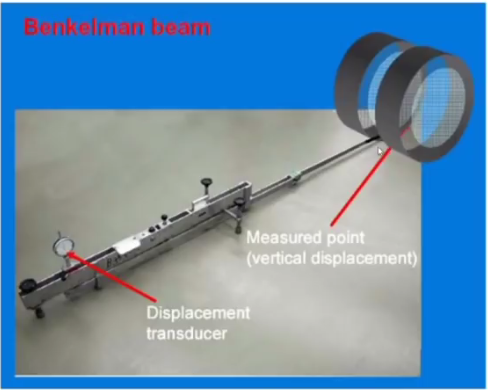 Benkelman beam
Measured point
(vertical displacement)
Displacement
transducer